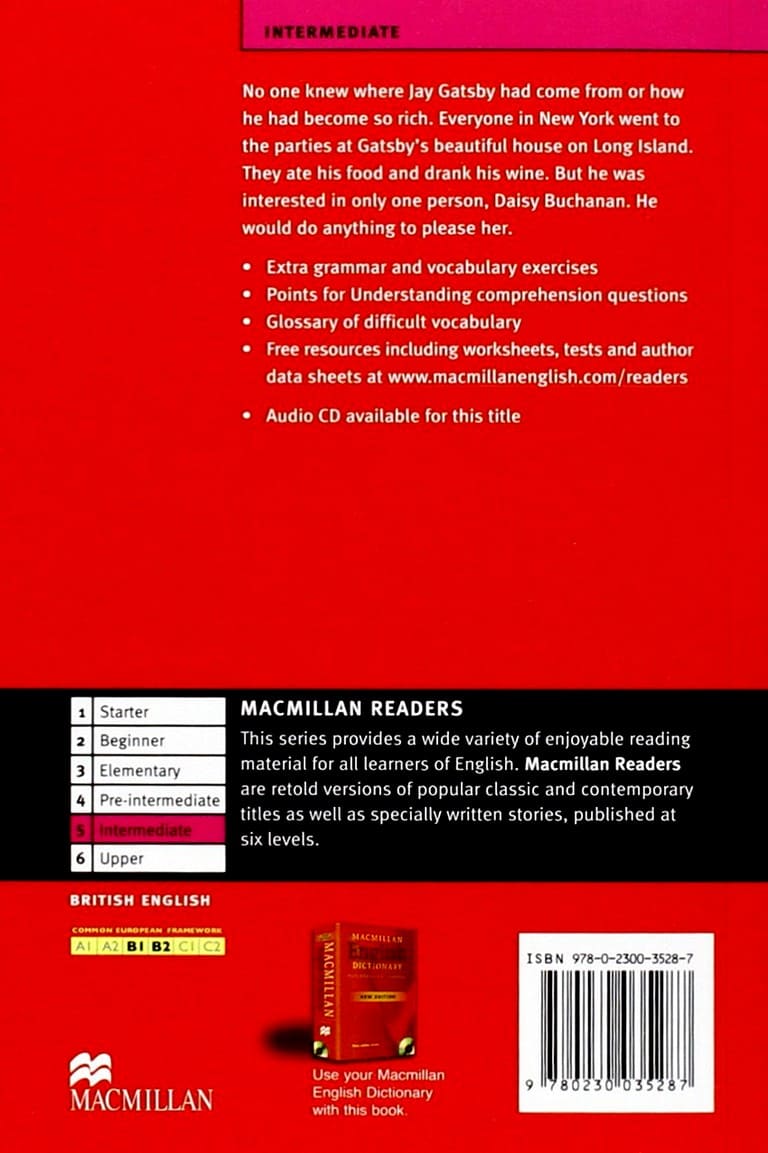 INTERMEDIATE
No one knew where Jay Gatsby had come from or how
he had become so rich. Everyone in New York went to
the parties at Gatsby's beautiful house on Long Island.
They ate his food and drank his wine. But he was
interested in only one person, Daisy Buchanan. He
would do anything to please her.
• Extra grammar and vocabulary exercises
• Points for Understanding comprehension questions
• Glossary of difficult vocabulary
• Free resources including worksheets, tests and author
data sheets at www.macmillanenglish.com/readers
• Audio CD available for this title
1 Starter
2 Beginner
3 Elementary
4 Pre-intermediate
5 Intermediate
6 Upper
MACMILLAN READERS
This series provides a wide variety of enjoyable reading
material for all learners of English. Macmillan Readers
are retold versions of popular classic and contemporary
titles as well as specially written stories, published at
six levels.
BRITISH ENGLISH
COMMON EUROPEAN FRAMEWORK
A1 A2 B1 B2 C1 C2
MACMILLAN
MACMILLAN
DICTIONARY
NEW EDITION
Use your Macmillan
English Dictionary
with this book.
MACMILLAN
ISBN 978-0-2300-3528-7
9 780230 035287